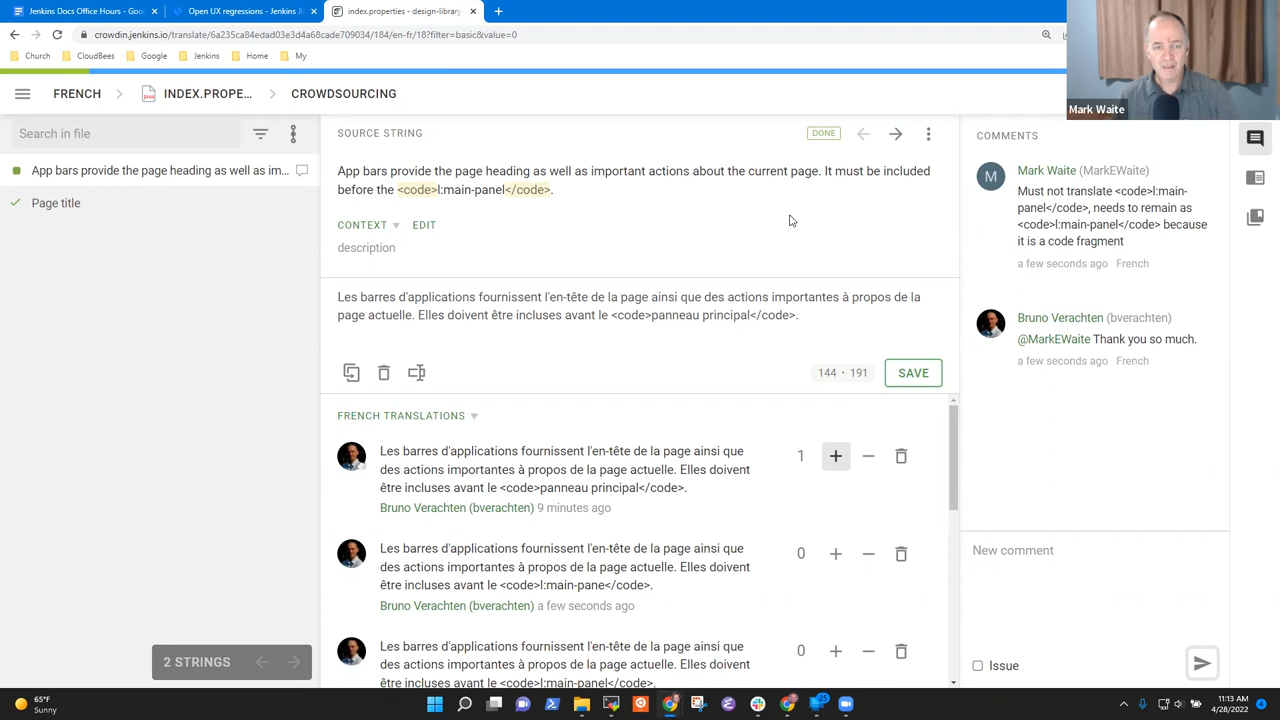 Jenkins Docs Office Hours - Goo
Open UX regressions - Jenkins Ji
index.properties - design-library
crowdin.jenkins.io/translate/6a235ca84edad03e3d4a68cade709034/184/en-fr/18?filter=basic&value=0
Church
CloudBees
Google
Jenkins
Home
My
Mark Waite
FRENCH
INDEX.PROPE...
CROWDSOURCING
Search in file
App bars provide the page heading as well as im...
Page title
2 STRINGS
SOURCE STRING
DONE
App bars provide the page heading as well as important actions about the current page. It must be included
before the <code>l:main-panel</code>.
CONTEXT
EDIT
description
Les barres d'applications fournissent l'en-tête de la page ainsi que des actions importantes à propos de la
page actuelle. Elles doivent être incluses avant le <code>panneau principal</code>.
144 • 191
SAVE
FRENCH TRANSLATIONS
Les barres d'applications fournissent l'en-tête de la page ainsi que
des actions importantes à propos de la page actuelle. Elles doivent
être incluses avant le <code>panneau principal</code>.
1
Bruno Verachten (bverachten) 9 minutes ago
Les barres d'applications fournissent l'en-tête de la page ainsi que
des actions importantes à propos de la page actuelle. Elles doivent
être incluses avant le <code>l:main-pane</code>.
0
Bruno Verachten (bverachten) a few seconds ago
Les barres d'applications fournissent l'en-tête de la page ainsi que
des actions importantes à propos de la page actuelle. Elles doivent
être incluses avant le <code>l:main-panel</code>.
0
COMMENTS
M
Mark Waite (MarkEWaite)
Must not translate <code>l:main-
panel</code>, needs to remain as
<code>l:main-panel</code> because
it is a code fragment
a few seconds ago French
Bruno Verachten (bverachten)
@MarkEWaite Thank you so much.
a few seconds ago French
New comment
Issue
65°F
Sunny
25
11:13 AM
4/28/2022